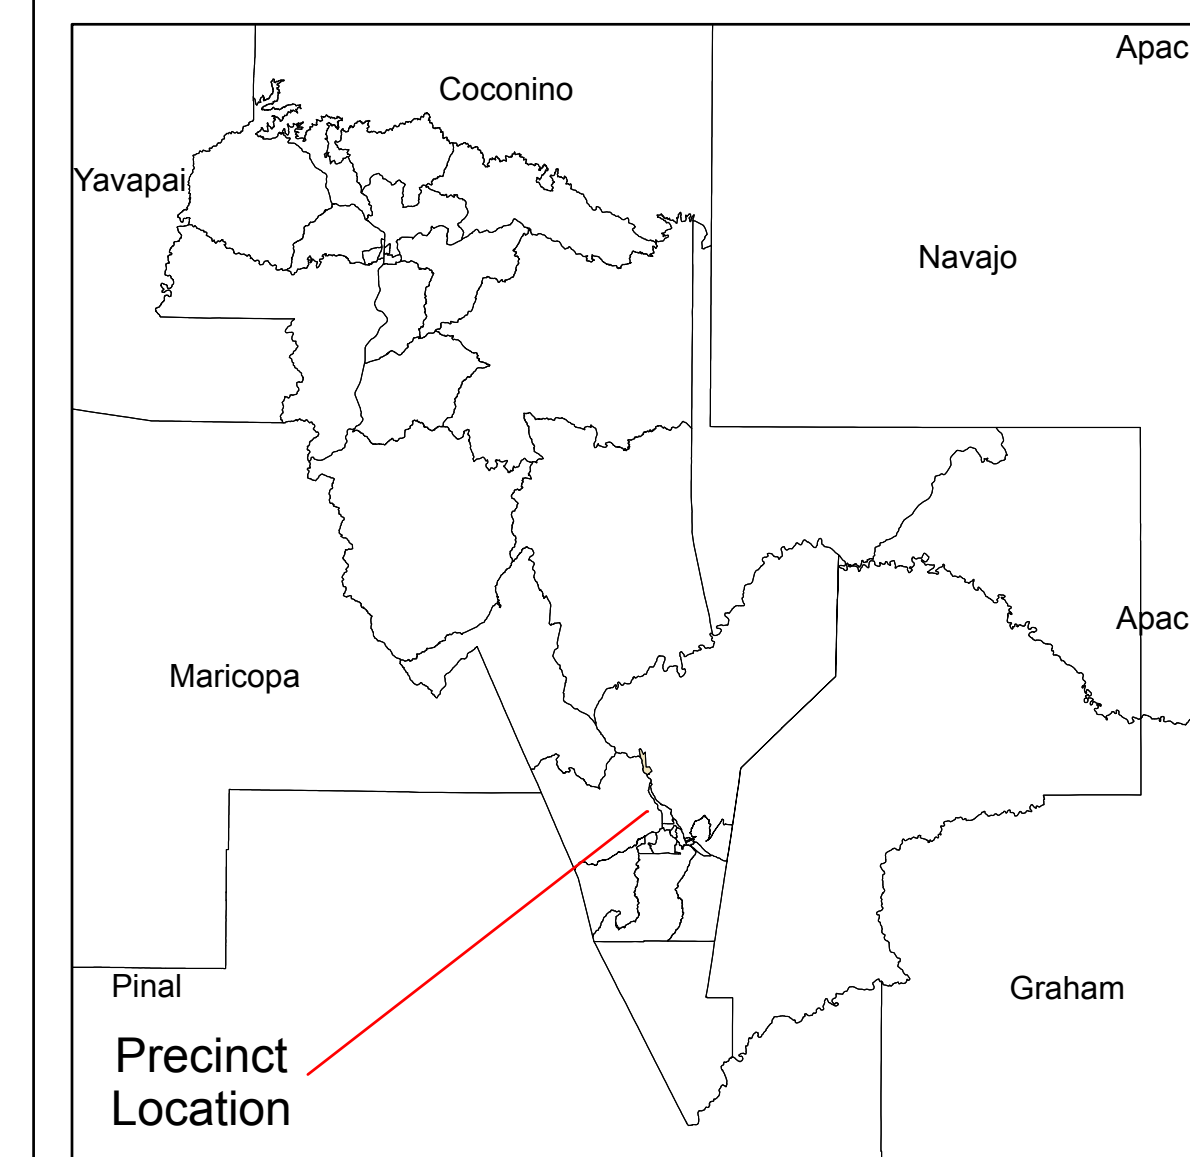 Apac
Coconino
Yavapai
Navajo
Apac
Maricopa
Pinal
Graham
Precinct
Location